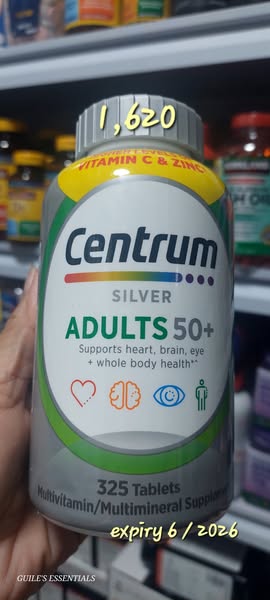 1,620
VITAMIN C & ZINC
Centrum
SILVER
ADULTS 50+
Supports heart, brain, eye
+ whole body health*^
325 Tablets
Multivitamin/Multimineral Supplement
expiry 6 / 2026
GUILE'S ESSENTIALS